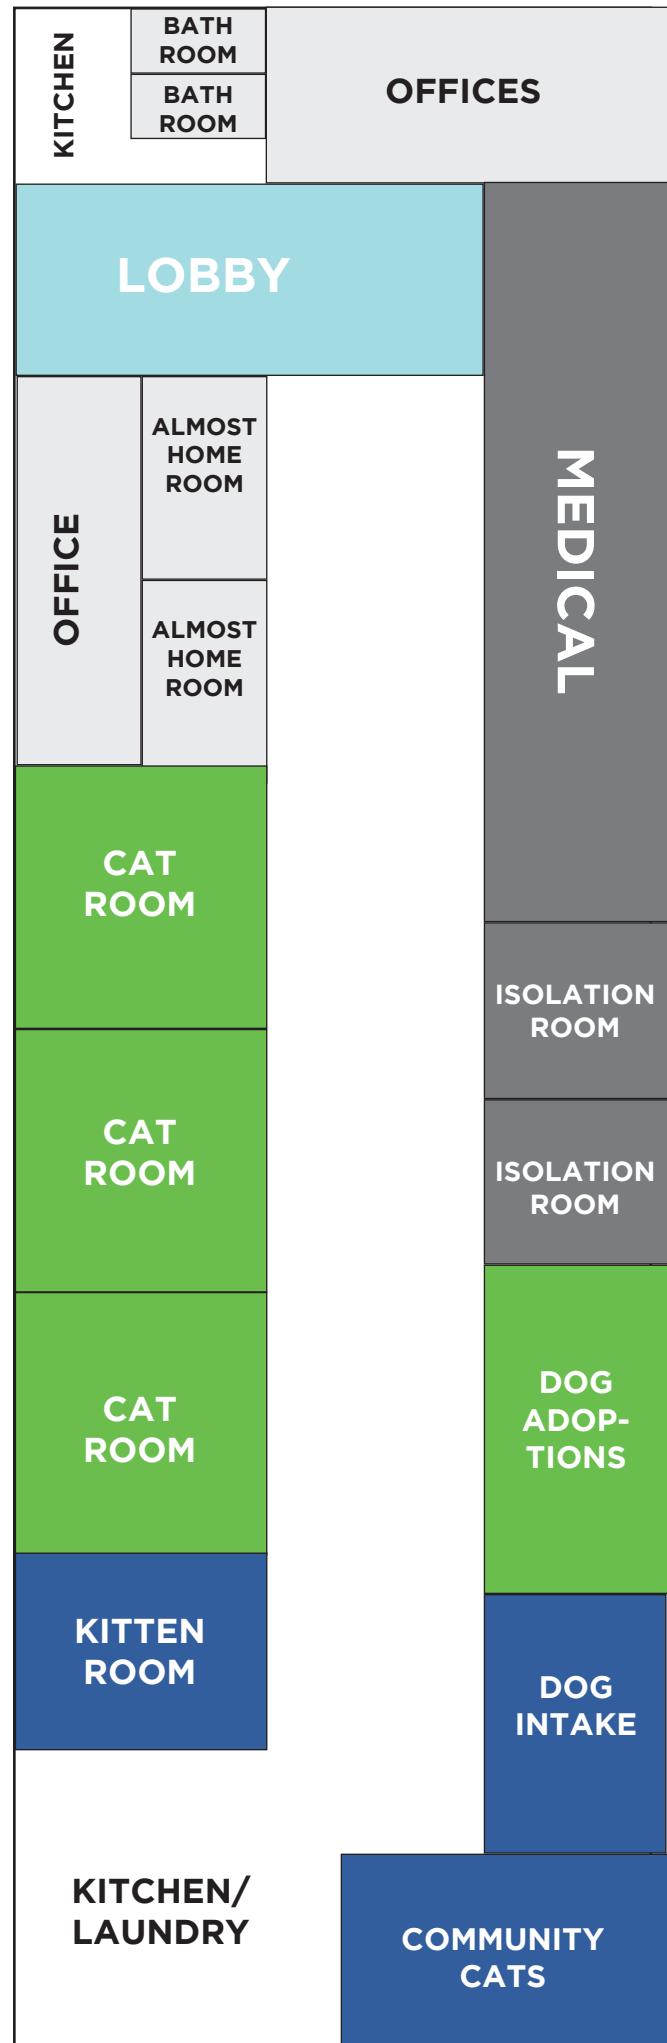 KITCHEN
BATH
ROOM
BATH
ROOM
OFFICES
LOBBY
OFFICE
ALMOST
HOME
ROOM
ALMOST
HOME
ROOM
MEDICAL
CAT
ROOM
ISOLATION
ROOM
CAT
ROOM
ISOLATION
ROOM
CAT
ROOM
DOG
ADOP-
TIONS
KITTEN
ROOM
DOG
INTAKE
KITCHEN/
LAUNDRY
COMMUNITY
CATS